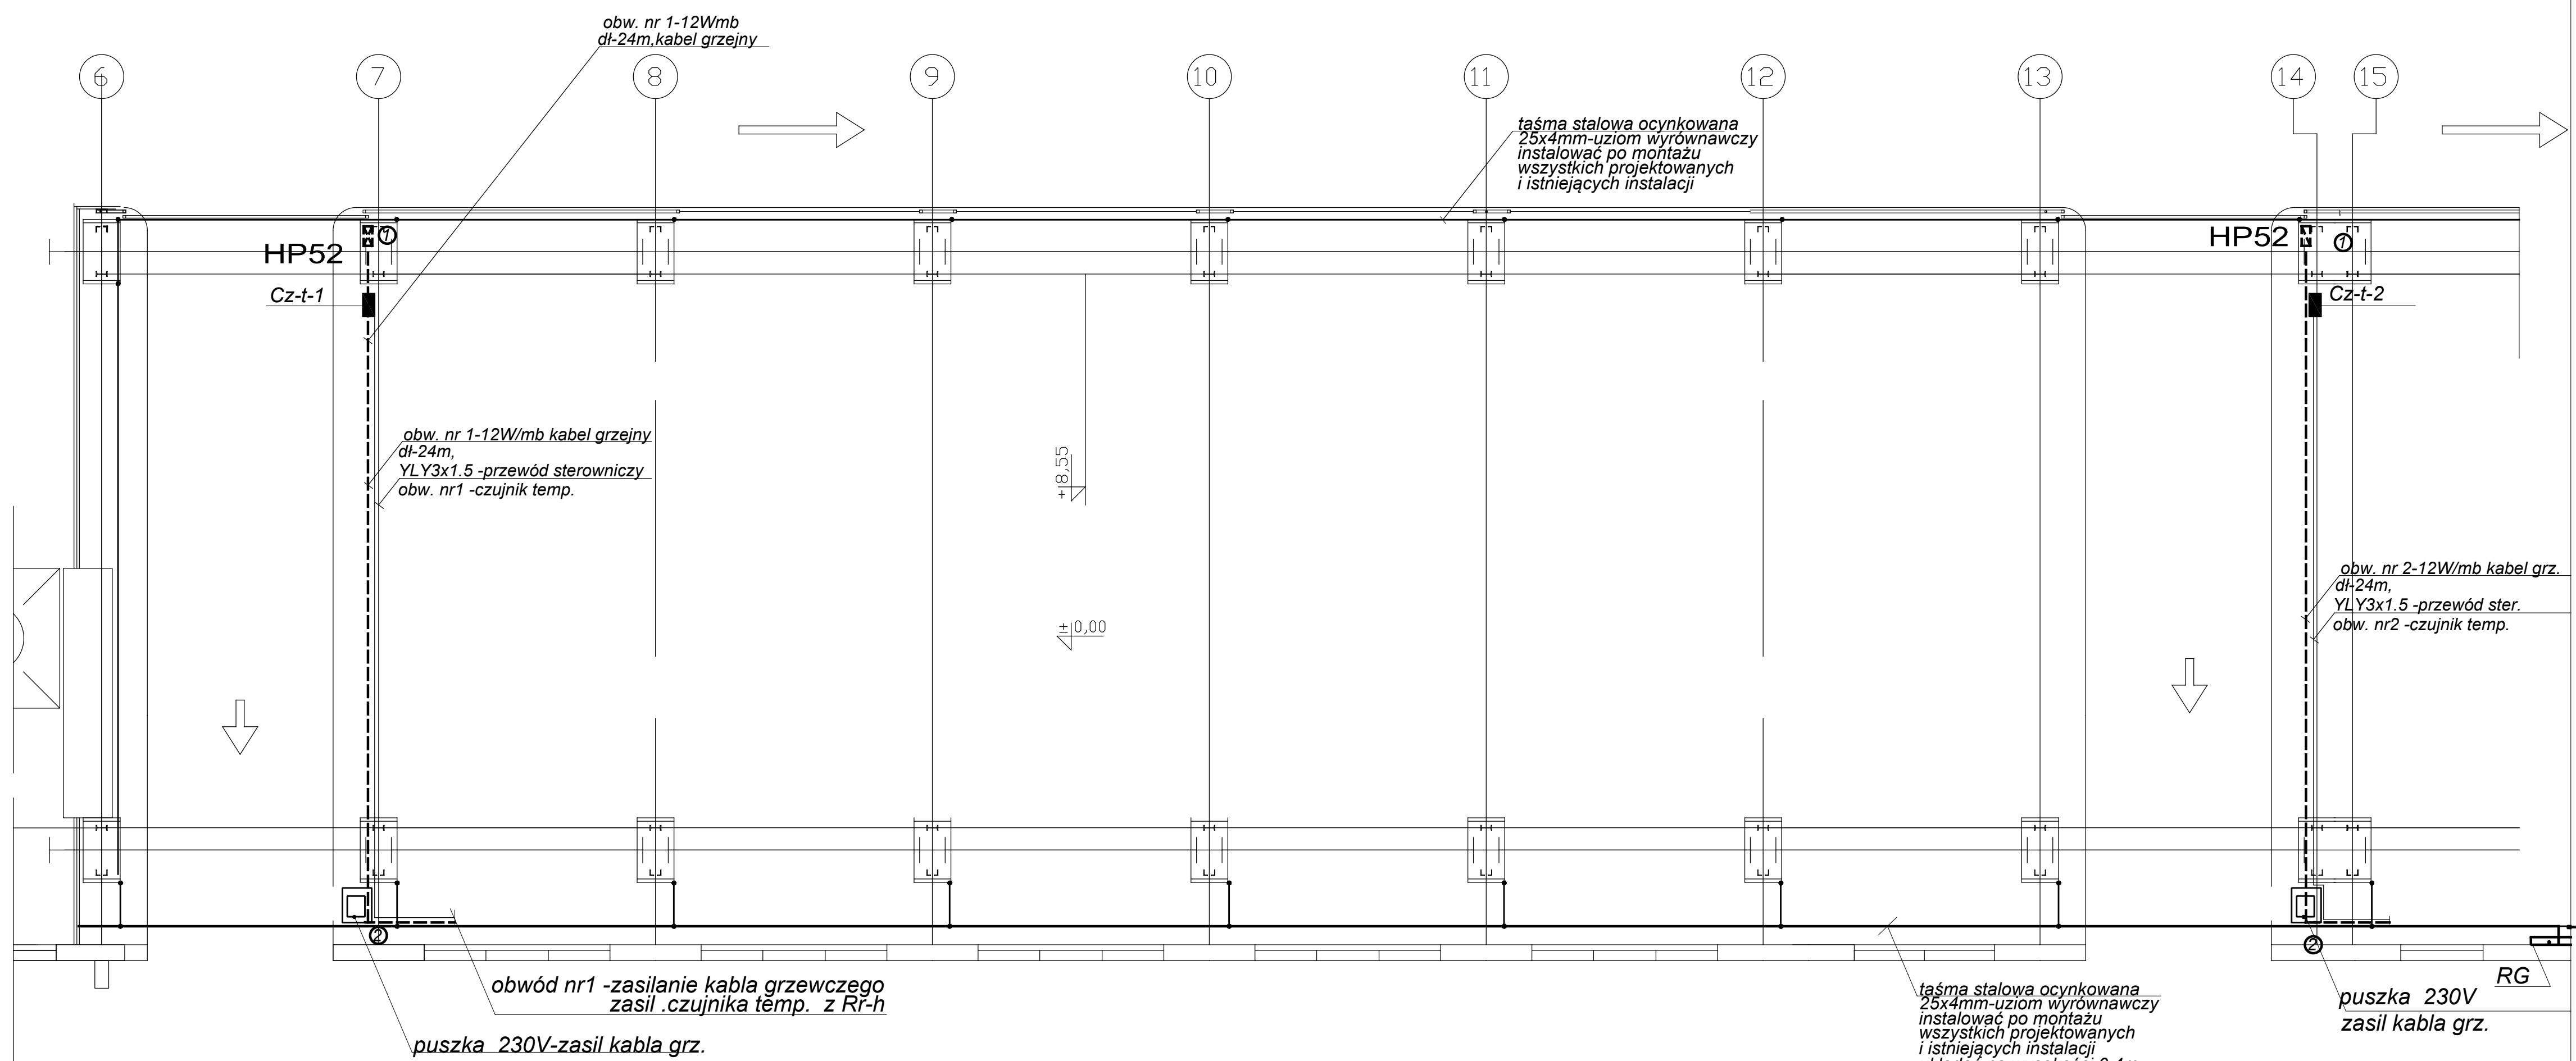 obw. nr 1-12Wmb
dł-24m,kabel grzejny
6
7
8
9
10
11
12
13
14
15
taśma stalowa ocynkowana
25x4mm-uziom wyrównawczy
instalować po montażu
wszystkich projektowanych
i istniejących instalacji
HP52
1
HP52
1
Cz-t-1
Cz-t-2
obw. nr 1-12W/mb kabel grzejny
dł-24m,
YLY3x1.5 -przewód sterowniczy
obw. nr1 -czujnik temp.
+8,55
±0,00
obw. nr 2-12W/mb kabel grz.
dł-24m,
YLY3x1.5 -przewód ster.
obw. nr2 -czujnik temp.
2
2
obwód nr1 -zasilanie kabla grzewczego
zasil .czujnika temp. z Rr-h
puszka 230V-zasil kabla grz.
taśma stalowa ocynkowana
25x4mm-uziom wyrównawczy
instalować po montażu
wszystkich projektowanych
i istniejących instalacji
RG
puszka 230V
zasil kabla grz.